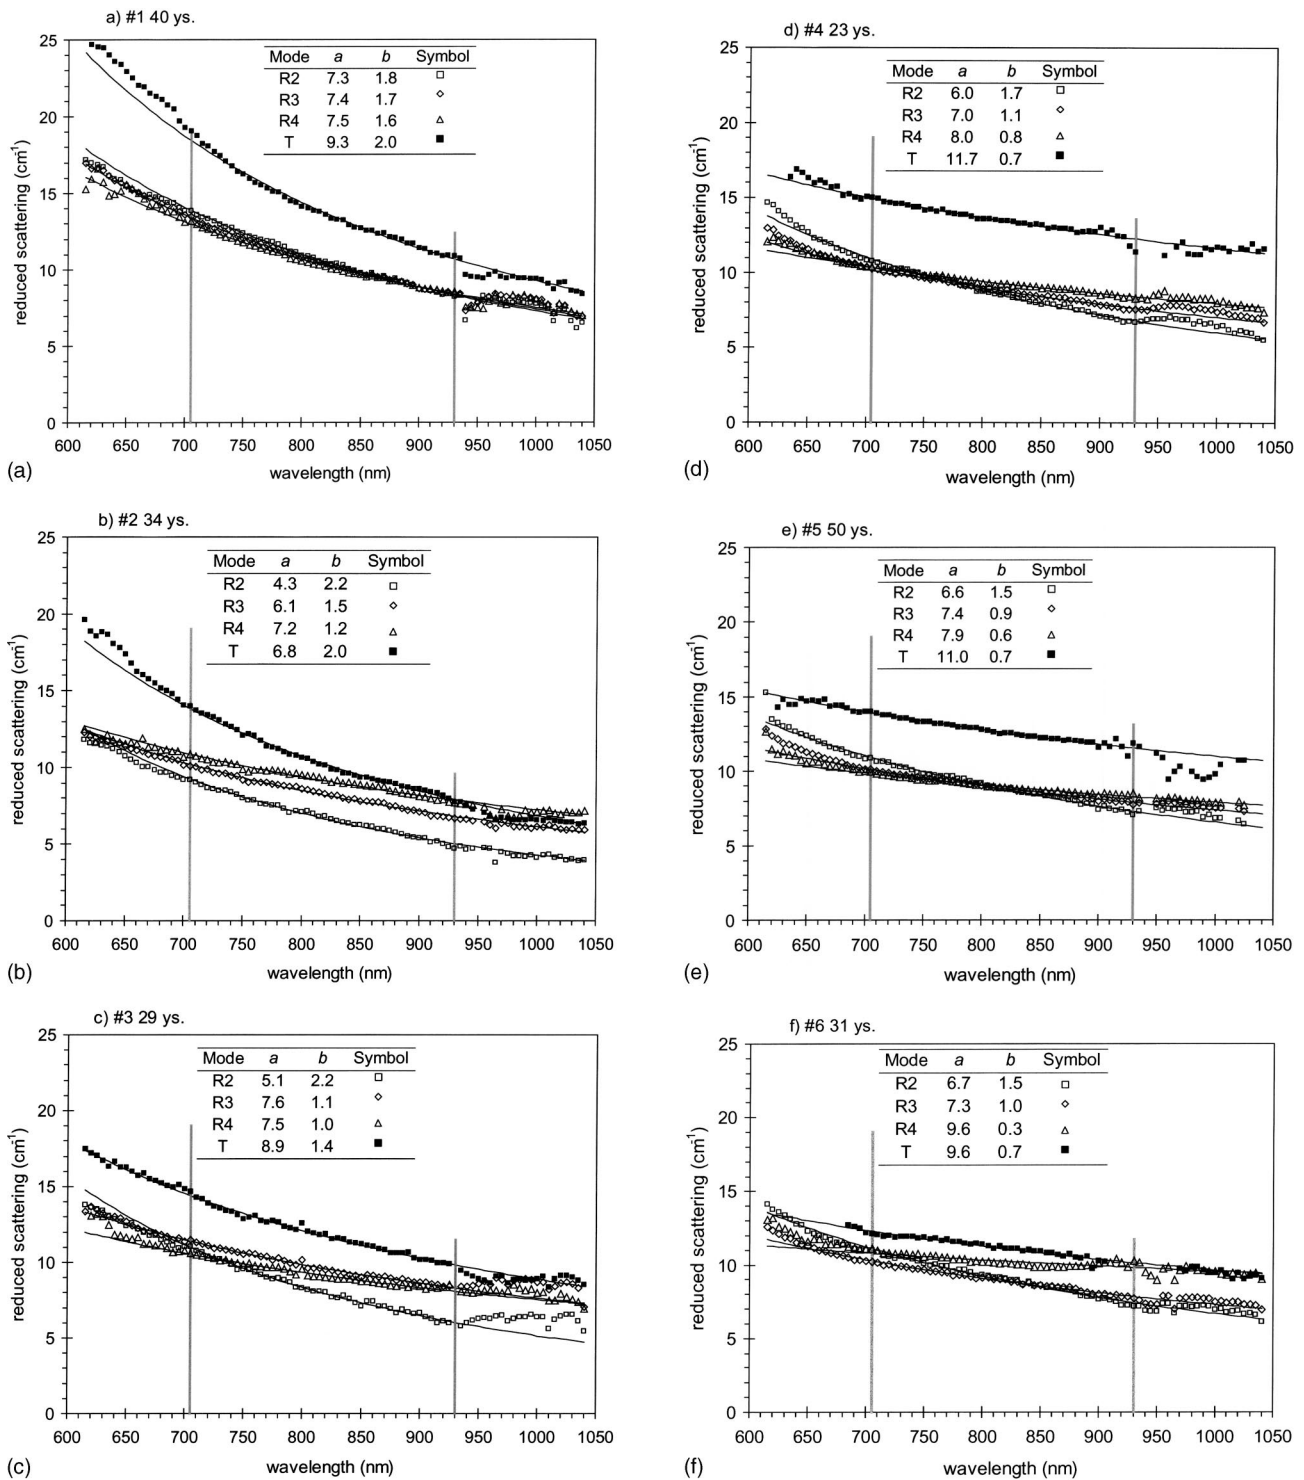 a) #1 40 ys.
25
20
15
10
5
0
reduced scattering (cm⁻¹)
Mode a b Symbol
R2 7.3 1.8 □
R3 7.4 1.7 ◇
R4 7.5 1.6 △
T 9.3 2.0 ■
600 650 700 750 800 850 900 950 1000 1050
wavelength (nm)
(a)
b) #2 34 ys.
25
20
15
10
5
0
reduced scattering (cm⁻¹)
Mode a b Symbol
R2 4.3 2.2 □
R3 6.1 1.5 ◇
R4 7.2 1.2 △
T 6.8 2.0 ■
600 650 700 750 800 850 900 950 1000 1050
wavelength (nm)
(b)
c) #3 29 ys.
25
20
15
10
5
0
reduced scattering (cm⁻¹)
Mode a b Symbol
R2 5.1 2.2 □
R3 7.6 1.1 ◇
R4 7.5 1.0 △
T 8.9 1.4 ■
600 650 700 750 800 850 900 950 1000 1050
wavelength (nm)
(c)
d) #4 23 ys.
25
20
15
10
5
0
reduced scattering (cm⁻¹)
Mode a b Symbol
R2 6.0 1.7 □
R3 7.0 1.1 ◇
R4 8.0 0.8 △
T 11.7 0.7 ■
600 650 700 750 800 850 900 950 1000 1050
wavelength (nm)
(d)
e) #5 50 ys.
25
20
15
10
5
0
reduced scattering (cm⁻¹)
Mode a b Symbol
R2 6.6 1.5 □
R3 7.4 0.9 ◇
R4 7.9 0.6 △
T 11.0 0.7 ■
600 650 700 750 800 850 900 950 1000 1050
wavelength (nm)
(e)
f) #6 31 ys.
25
20
15
10
5
0
reduced scattering (cm⁻¹)
Mode a b Symbol
R2 6.7 1.5 □
R3 7.3 1.0 ◇
R4 9.6 0.3 △
T 9.6 0.7 ■
600 650 700 750 800 850 900 950 1000 1050
wavelength (nm)
(f)